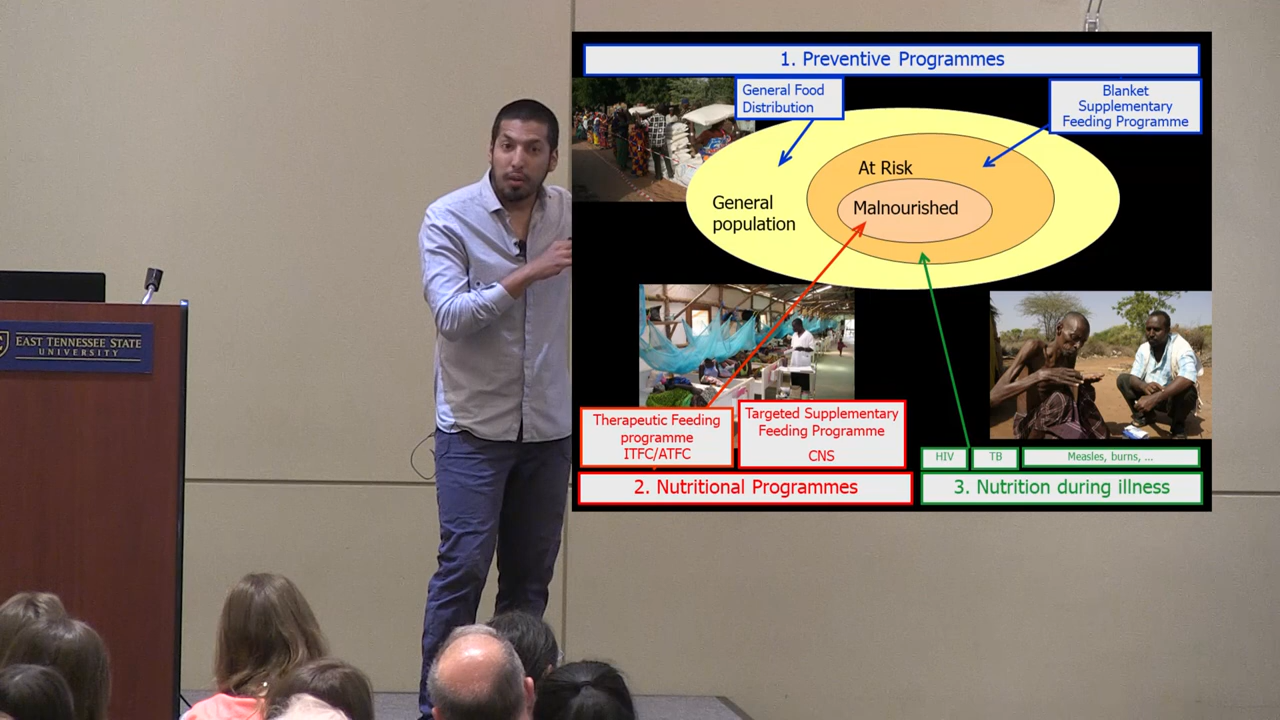 1. Preventive Programmes
General Food
Distribution
Blanket
Supplementary
Feeding Programme
At Risk
General
population
Malnourished
Therapeutic Feeding
programme
ITFC/ATFC
Targeted Supplementary
Feeding Programme
CNS
HIV
TB
Measles, burns, ...
2. Nutritional Programmes
3. Nutrition during illness
EAST TENNESSEE STATE
UNIVERSITY